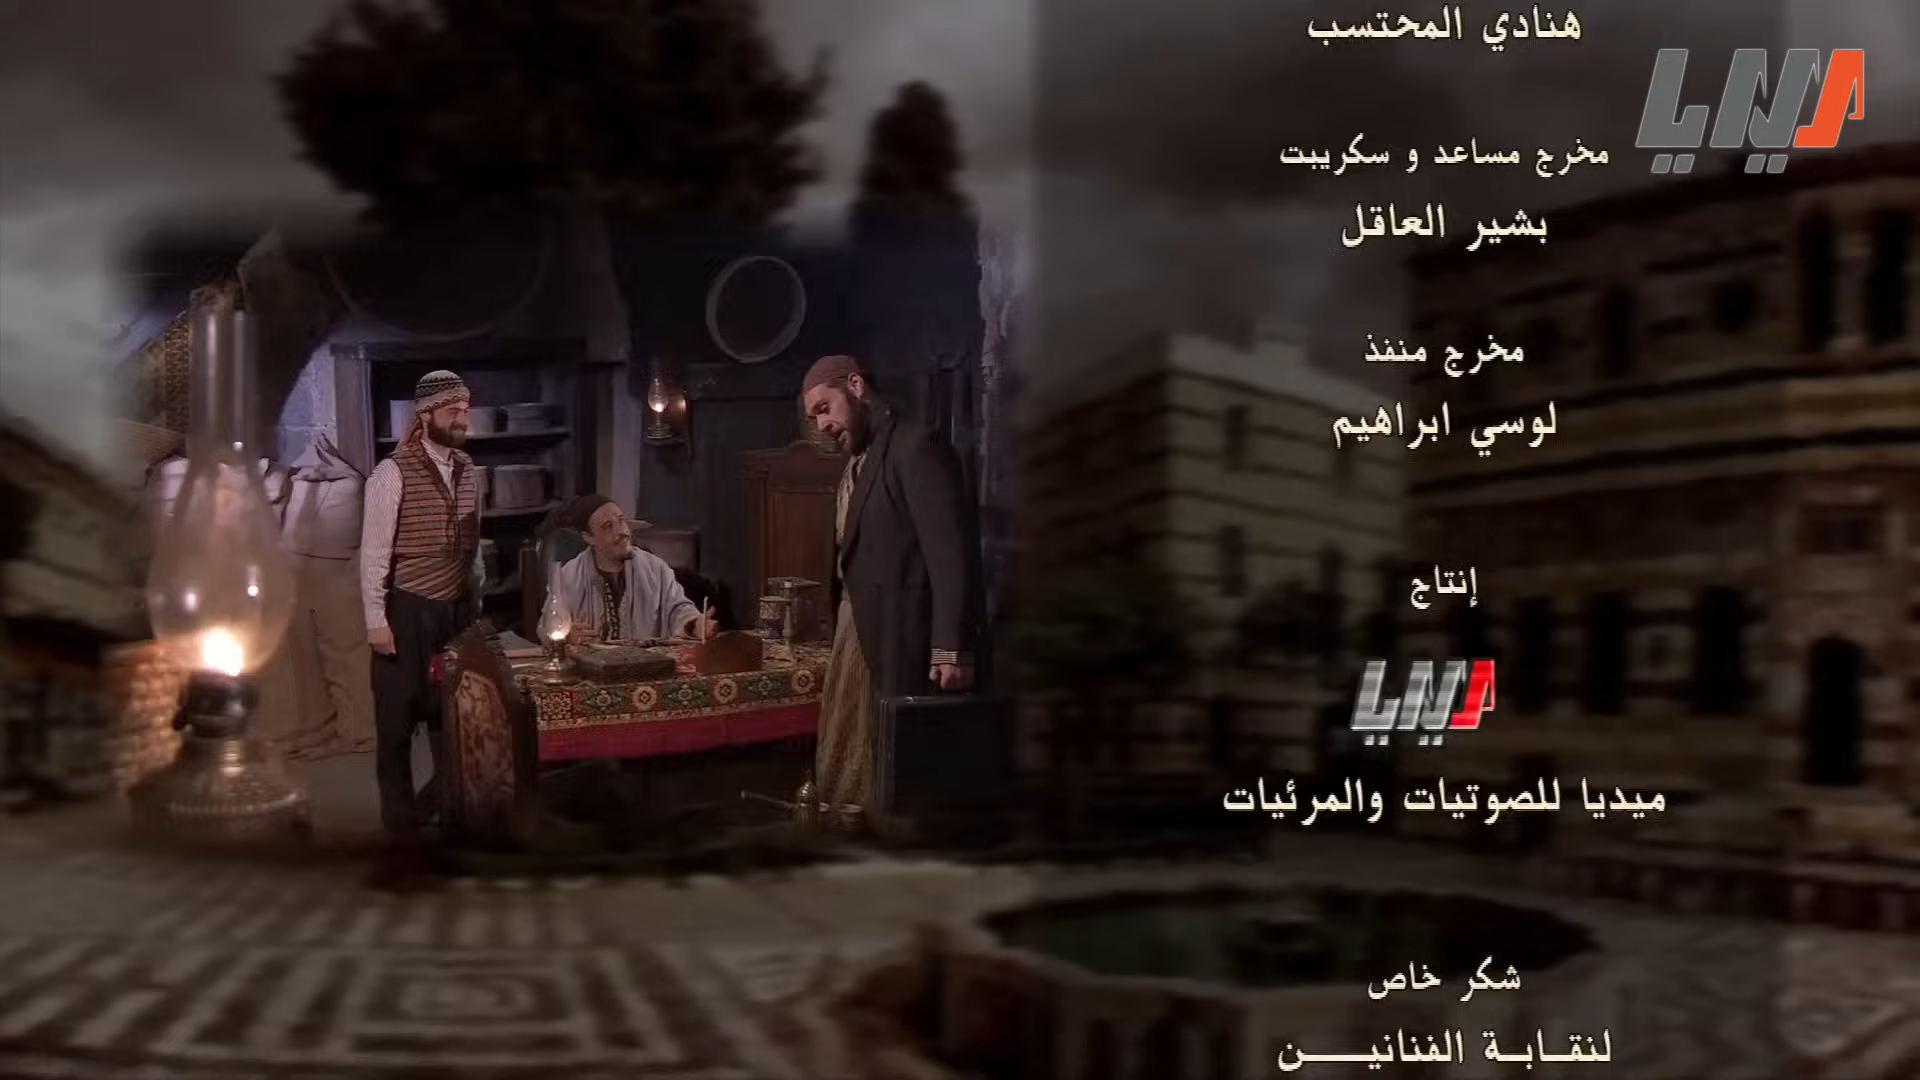 هنادي المحتسب
ميديا
مخرج مساعد و سكريبت
بشير العاقل
مخرج منفذ
لوسي ابراهيم
إنتاج
ميديا
ميديا للصوتيات والمرئيات
شكر خاص
لنقابة الفنانين